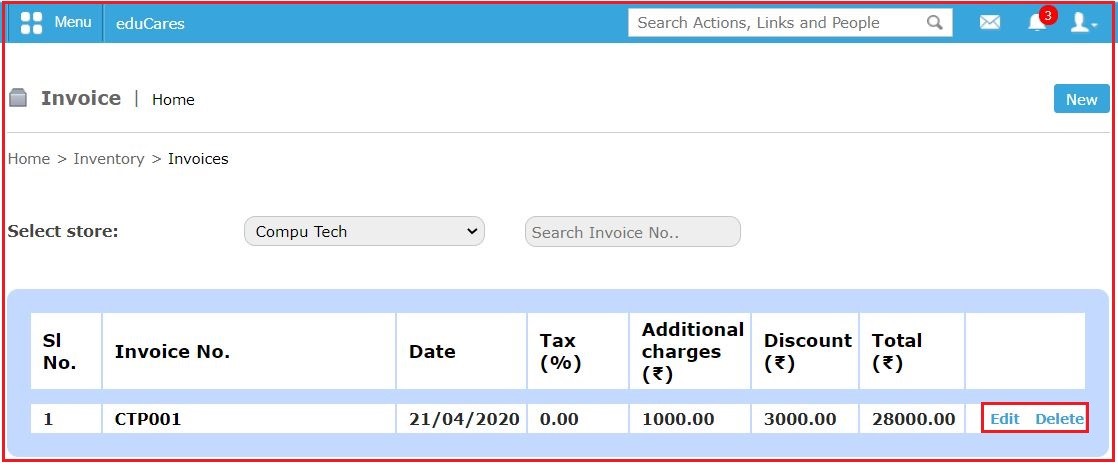 Menu eduCares Search Actions, Links and People 3
Invoice | Home New
Home > Inventory > Invoices
Select store: Compu Tech Search Invoice No..
Sl No. Invoice No. Date Tax (%) Additional charges (₹) Discount (₹) Total (₹)
1 CTP001 21/04/2020 0.00 1000.00 3000.00 28000.00 Edit Delete